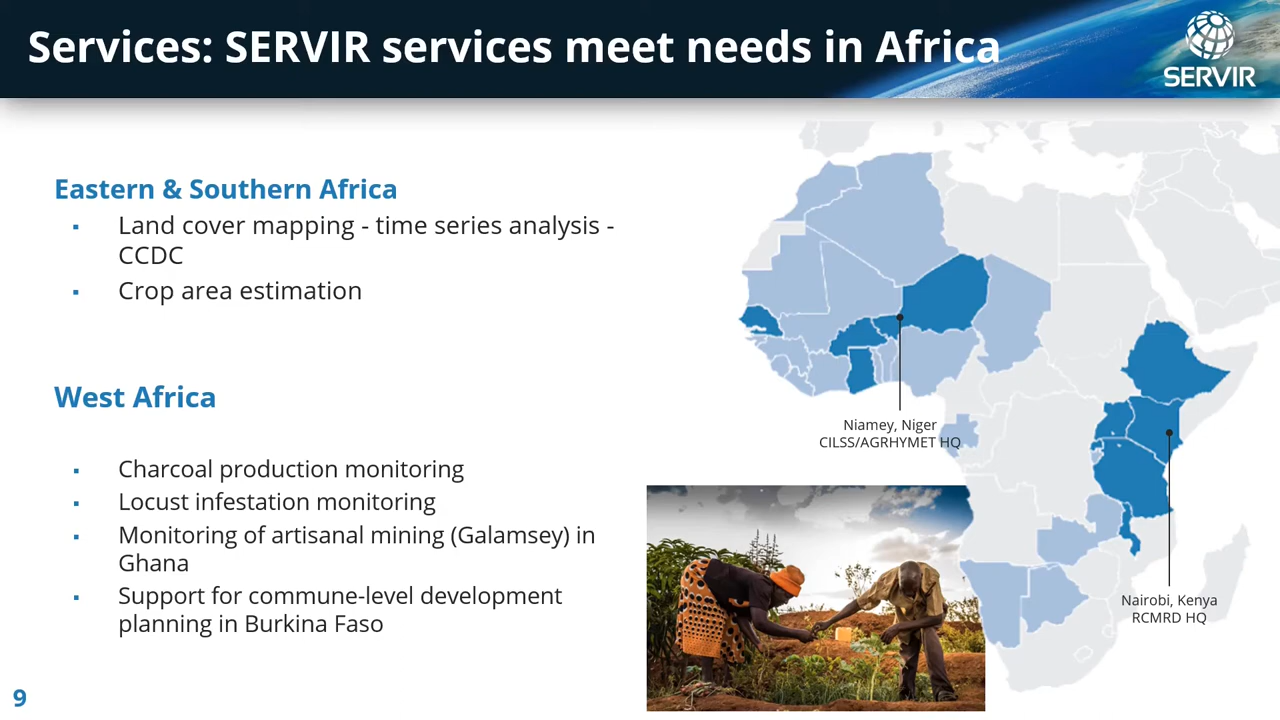 Services: SERVIR services meet needs in Africa
SERVIR
Eastern & Southern Africa
▪ Land cover mapping - time series analysis -
CCDC
▪ Crop area estimation
West Africa
▪ Charcoal production monitoring
▪ Locust infestation monitoring
▪ Monitoring of artisanal mining (Galamsey) in
Ghana
▪ Support for commune-level development
planning in Burkina Faso
Niamey, Niger
CILSS/AGRHYMET HQ
Nairobi, Kenya
RCMRD HQ
9